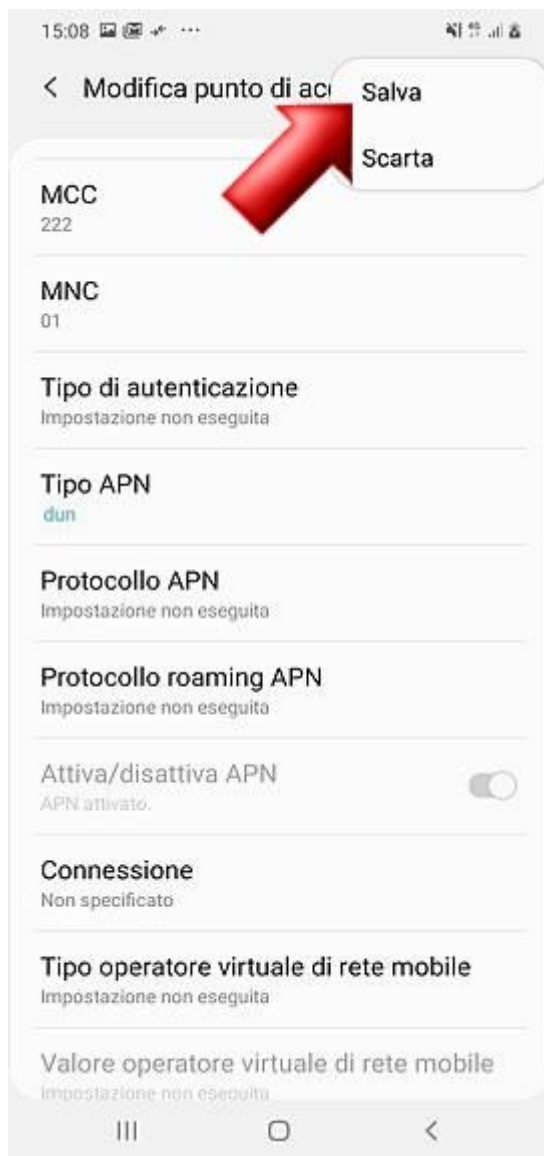 15:08
Modifica punto di acc
Salva
Scarta
MCC
222
MNC
01
Tipo di autenticazione
Impostazione non eseguita
Tipo APN
dun
Protocollo APN
Impostazione non eseguita
Protocollo roaming APN
Impostazione non eseguita
Attiva/disattiva APN
APN attivato.
Connessione
Non specificato
Tipo operatore virtuale di rete mobile
Impostazione non eseguita
Valore operatore virtuale di rete mobile
Impostazione non eseguita